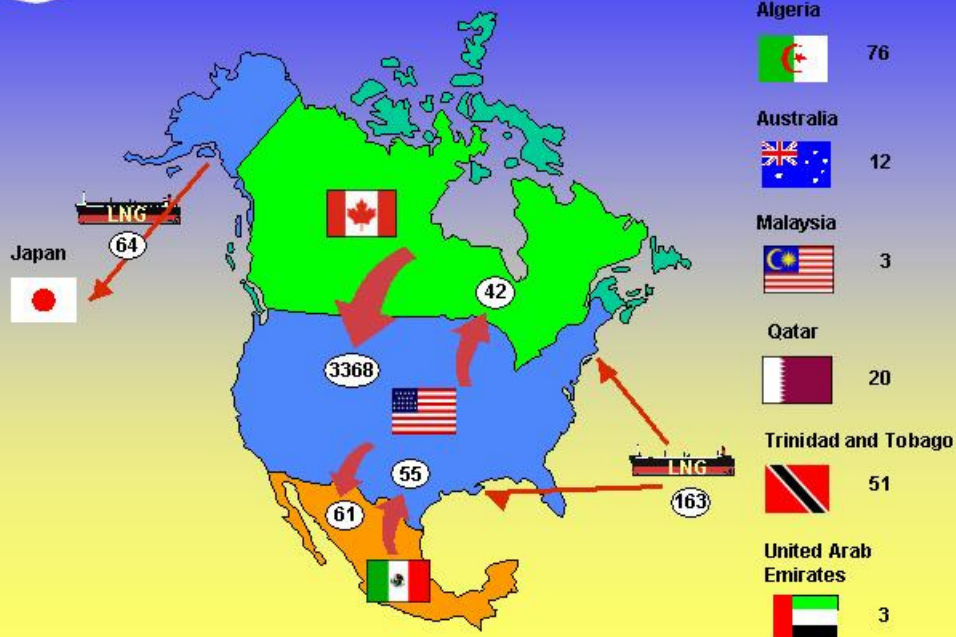 Algeria
76
Australia
12
LNG
64
Japan
Malaysia
3
42
Qatar
3368
20
Trinidad and Tobago
LNG
55
51
163
61
United Arab
Emirates
3